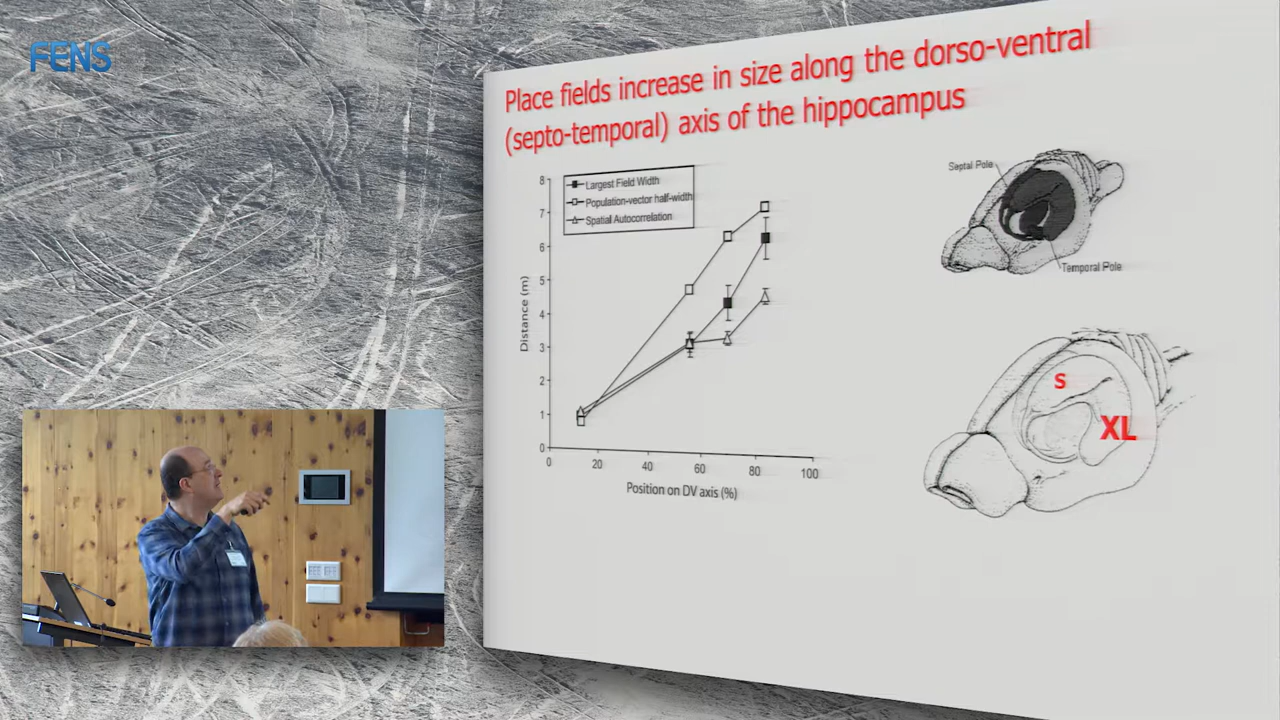 FENS
Place fields increase in size along the dorso-ventral
(septo-temporal) axis of the hippocampus
Largest Field Width
Population-vector half-width
Spatial Autocorrelation
8
7
6
5
4
3
2
1
0
Distance (m)
0 20 40 60 80 100
Position on DV axis (%)
Septal Pole
Temporal Pole
S
XL